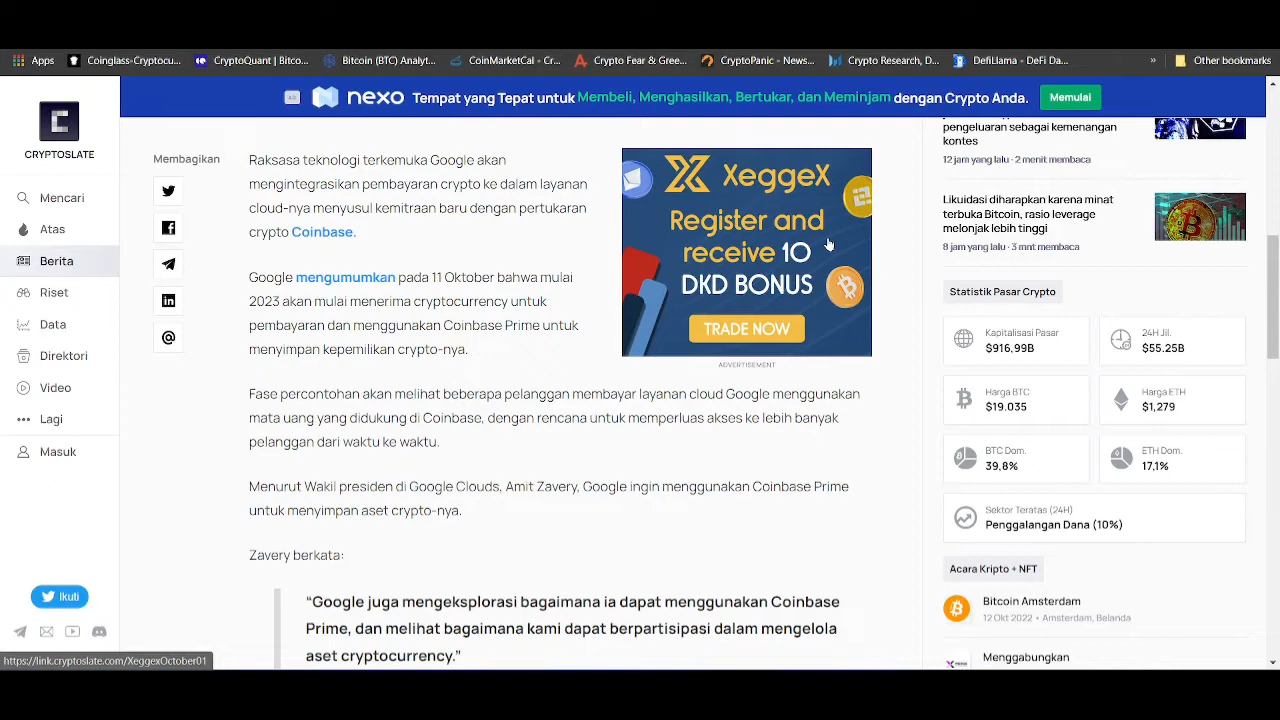 Apps
Coinglass-Cryptocu...
CryptoQuant | Bitco...
Bitcoin (BTC) Analyt...
CoinMarketCal - Cr...
Crypto Fear & Gree...
CryptoPanic - News...
Crypto Research, D...
DefiLlama - DeFi Da...
»
Other bookmarks
nexo
Tempat yang Tepat untuk Membeli, Menghasilkan, Bertukar, dan Meminjam dengan Crypto Anda.
Memulai
CRYPTOSLATE
Mencari
Atas
Berita
Riset
Data
Direktori
Video
Lagi
Masuk
Ikuti
https://link.cryptoslate.com/XeggexOctober01
Membagikan
Raksasa teknologi terkemuka Google akan
mengintegrasikan pembayaran crypto ke dalam layanan
cloud-nya menyusul kemitraan baru dengan pertukaran
crypto Coinbase.
Google mengumumkan pada 11 Oktober bahwa mulai
2023 akan mulai menerima cryptocurrency untuk
pembayaran dan menggunakan Coinbase Prime untuk
menyimpan kepemilikan crypto-nya.
XeggeX
Register and
receive 10
DKD BONUS
TRADE NOW
ADVERTISEMENT
Fase percontohan akan melihat beberapa pelanggan membayar layanan cloud Google menggunakan
mata uang yang didukung di Coinbase, dengan rencana untuk memperluas akses ke lebih banyak
pelanggan dari waktu ke waktu.
Menurut Wakil presiden di Google Clouds, Amit Zavery, Google ingin menggunakan Coinbase Prime
untuk menyimpan aset crypto-nya.
Zavery berkata:
“Google juga mengeksplorasi bagaimana ia dapat menggunakan Coinbase
Prime, dan melihat bagaimana kami dapat berpartisipasi dalam mengelola
aset cryptocurrency.”
pengeluaran sebagai kemenangan
kontes
12 jam yang lalu • 2 menit membaca
Likuidasi diharapkan karena minat
terbuka Bitcoin, rasio leverage
melonjak lebih tinggi
8 jam yang lalu • 3 mnt membaca
Statistik Pasar Crypto
Kapitalisasi Pasar
$916,99B
24H Jil.
$55.25B
Harga BTC
$19.035
Harga ETH
$1,279
BTC Dom.
39,8%
ETH Dom.
17,1%
Sektor Teratas (24H)
Penggalangan Dana (10%)
Acara Kripto + NFT
Bitcoin Amsterdam
12 Okt 2022 • Amsterdam, Belanda
Menggabungkan